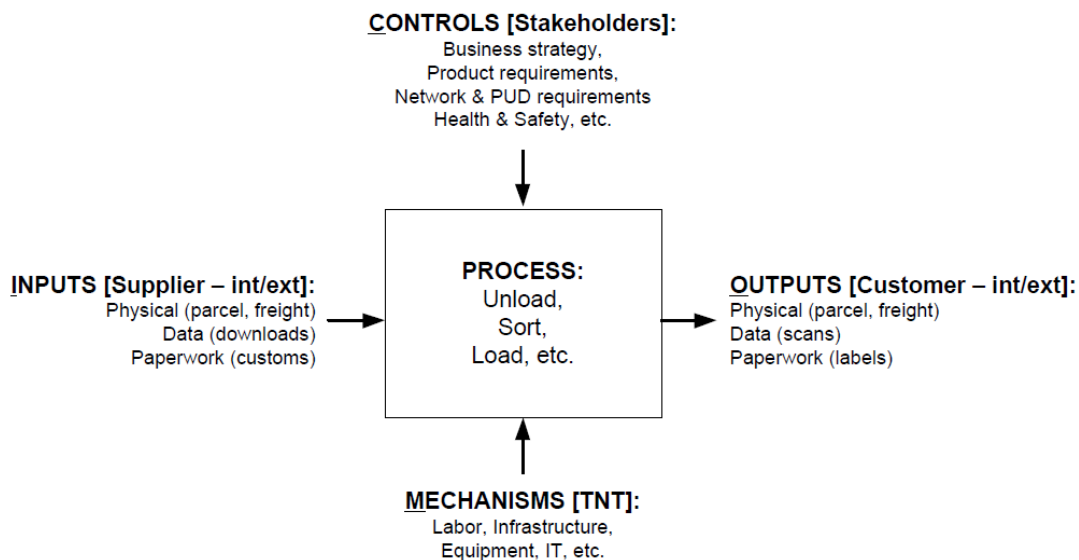 CONTROLS [Stakeholders]:
Business strategy,
Product requirements,
Network & PUD requirements
Health & Safety, etc.
INPUTS [Supplier – int/ext]:
Physical (parcel, freight)
Data (downloads)
Paperwork (customs)
PROCESS:
Unload,
Sort,
Load, etc.
OUTPUTS [Customer – int/ext]:
Physical (parcel, freight)
Data (scans)
Paperwork (labels)
MECHANISMS [TNT]:
Labor, Infrastructure,
Equipment, IT, etc.